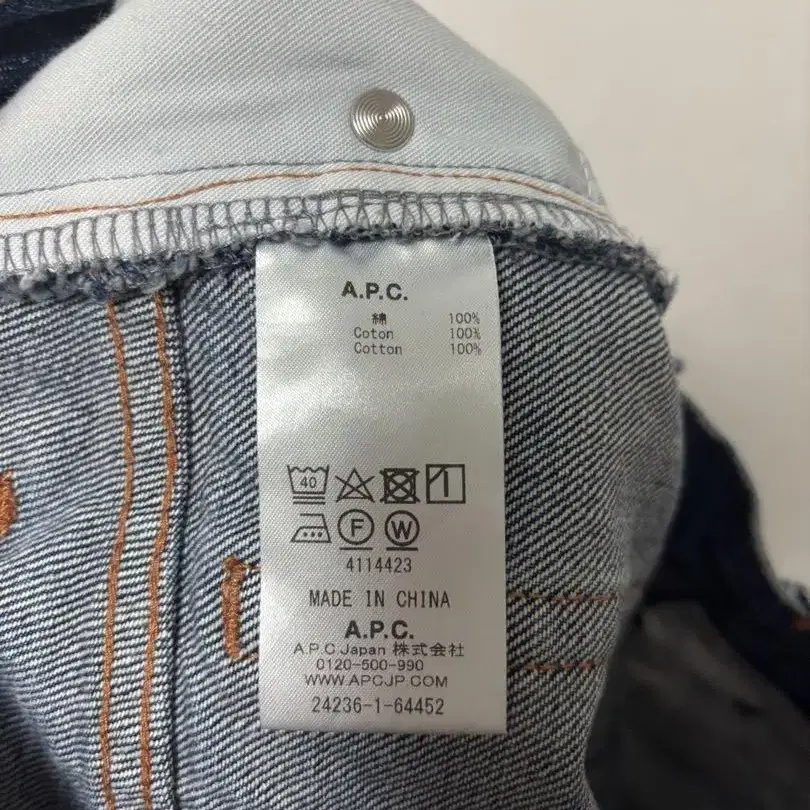 A.P.C.
綿 100%
Coton 100%
Cotton 100%
40
F W
4114423
MADE IN CHINA
A.P.C.
A.P.C Japan 株式会社
0120-500-990
WWW.APCJP.COM
24236-1-64452